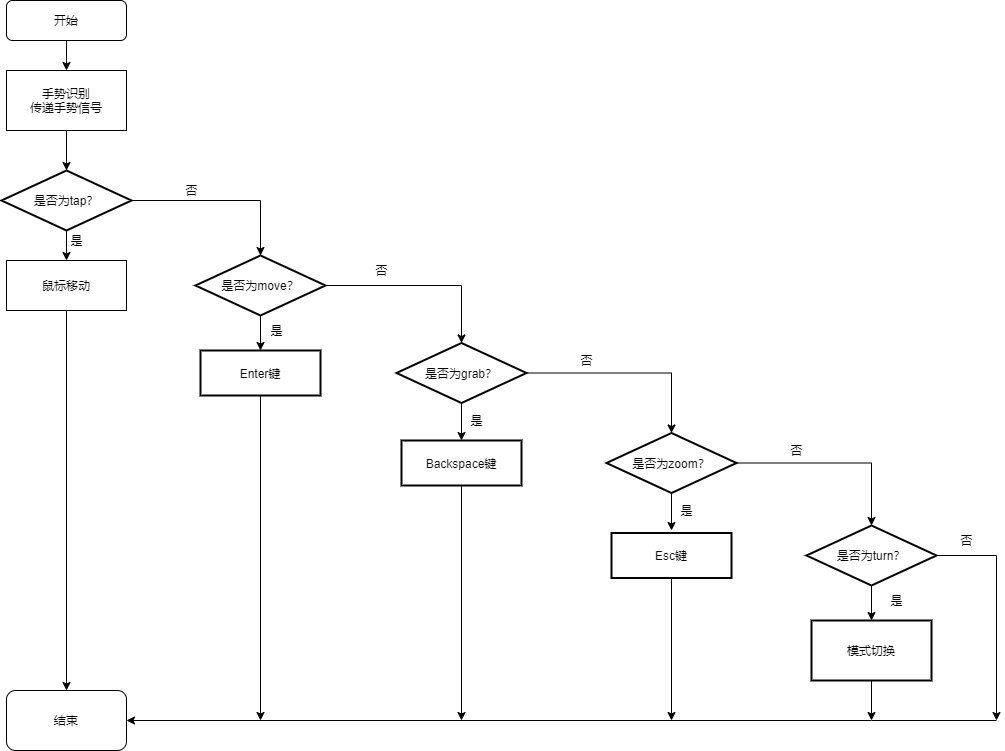 开始
手势识别
传递手势信号
是否为tap？
否
是
鼠标移动
是否为move？
否
是
Enter键
是否为grab？
否
是
Backspace键
是否为zoom？
否
是
Esc键
是否为turn？
否
是
模式切换
结束